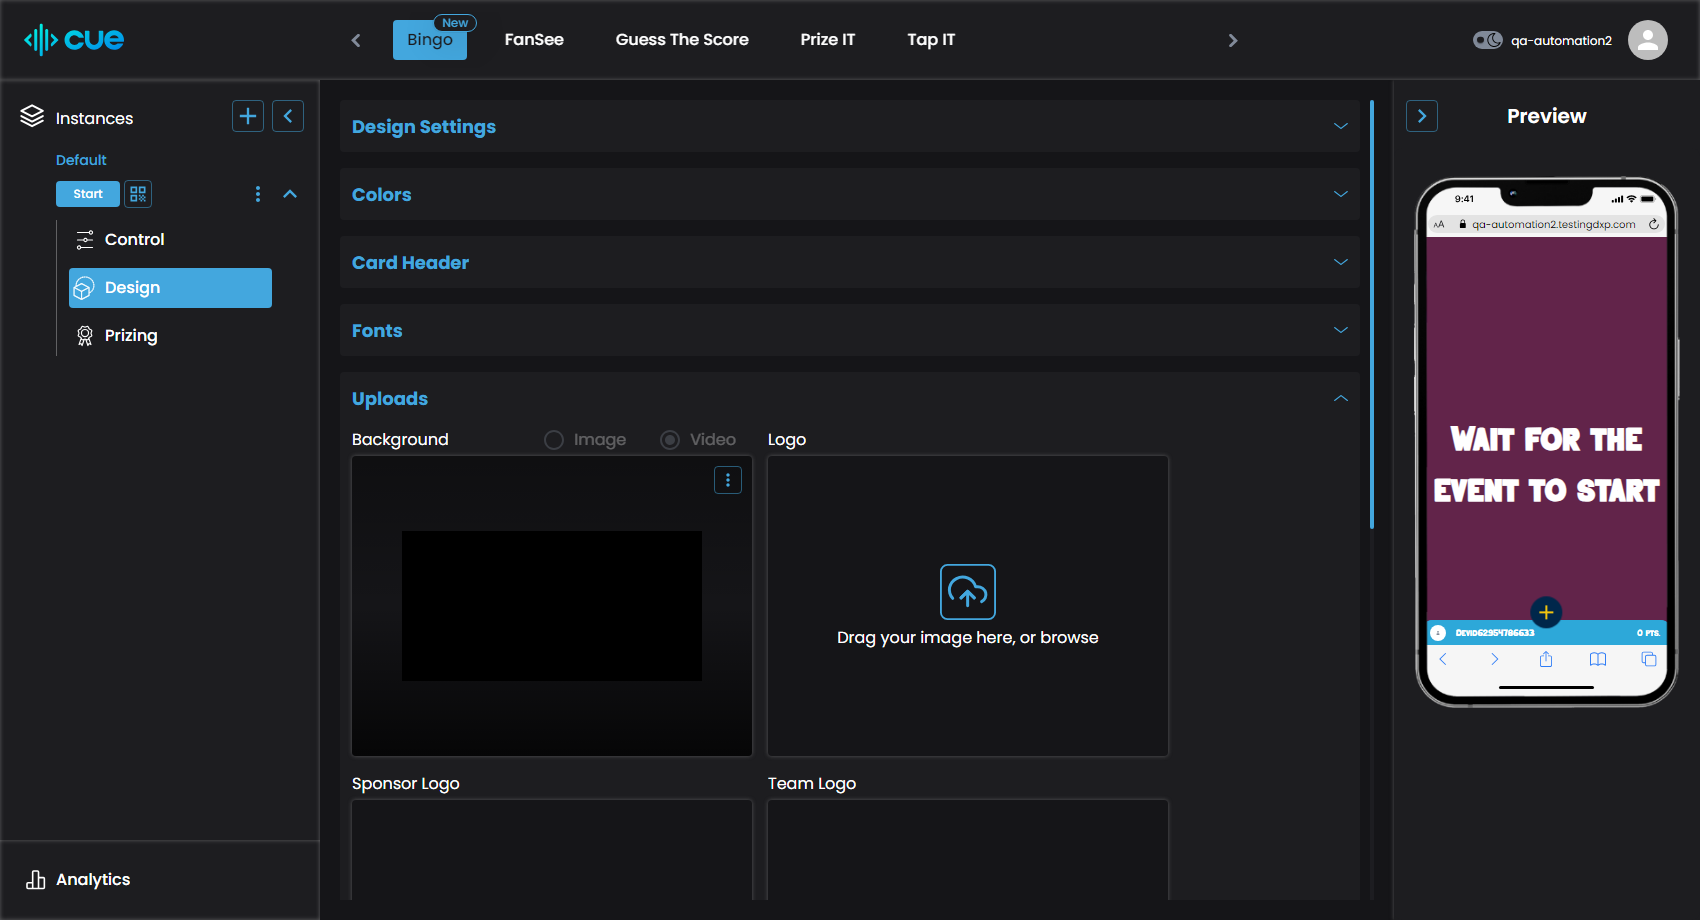 cue
Bingo
New
FanSee
Guess The Score
Prize IT
Tap IT
qa-automation2
Instances
Default
Start
Control
Design
Prizing
Analytics
Design Settings
Colors
Card Header
Fonts
Uploads
Background
Image
Video
Logo
Drag your image here, or browse
Sponsor Logo
Team Logo
Preview
9:41
AA
qa-automation2.testingdxp.com
WAIT FOR THE
EVENT TO START
DEVID62954786633
0 PTS.